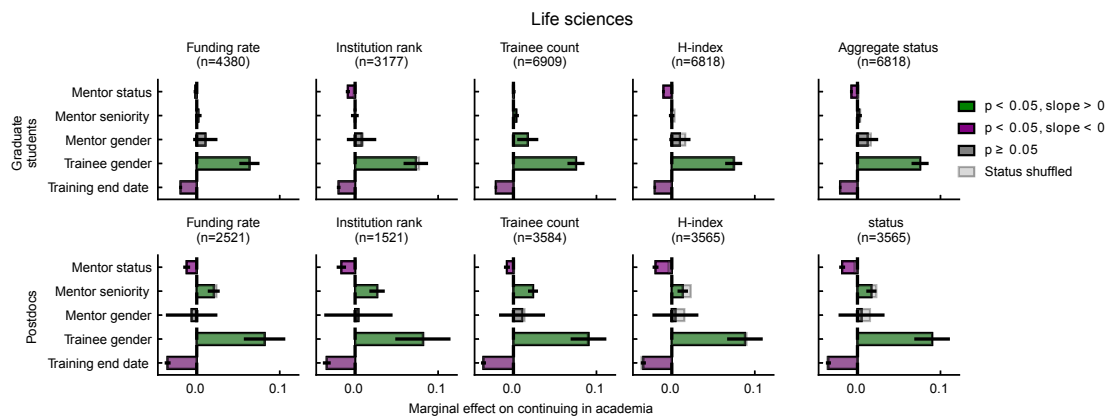 Life sciences
Funding rate
(n=4380)
Institution rank
(n=3177)
Trainee count
(n=6909)
H-index
(n=6818)
Aggregate status
(n=6818)
Graduate
students
Mentor status
Mentor seniority
Mentor gender
Trainee gender
Training end date
p < 0.05, slope > 0
p < 0.05, slope < 0
p ≥ 0.05
Status shuffled
Funding rate
(n=2521)
Institution rank
(n=1521)
Trainee count
(n=3584)
H-index
(n=3565)
status
(n=3565)
Postdocs
Mentor status
Mentor seniority
Mentor gender
Trainee gender
Training end date
0.0 0.1 0.0 0.1 0.0 0.1 0.0 0.1 0.0 0.1
Marginal effect on continuing in academia